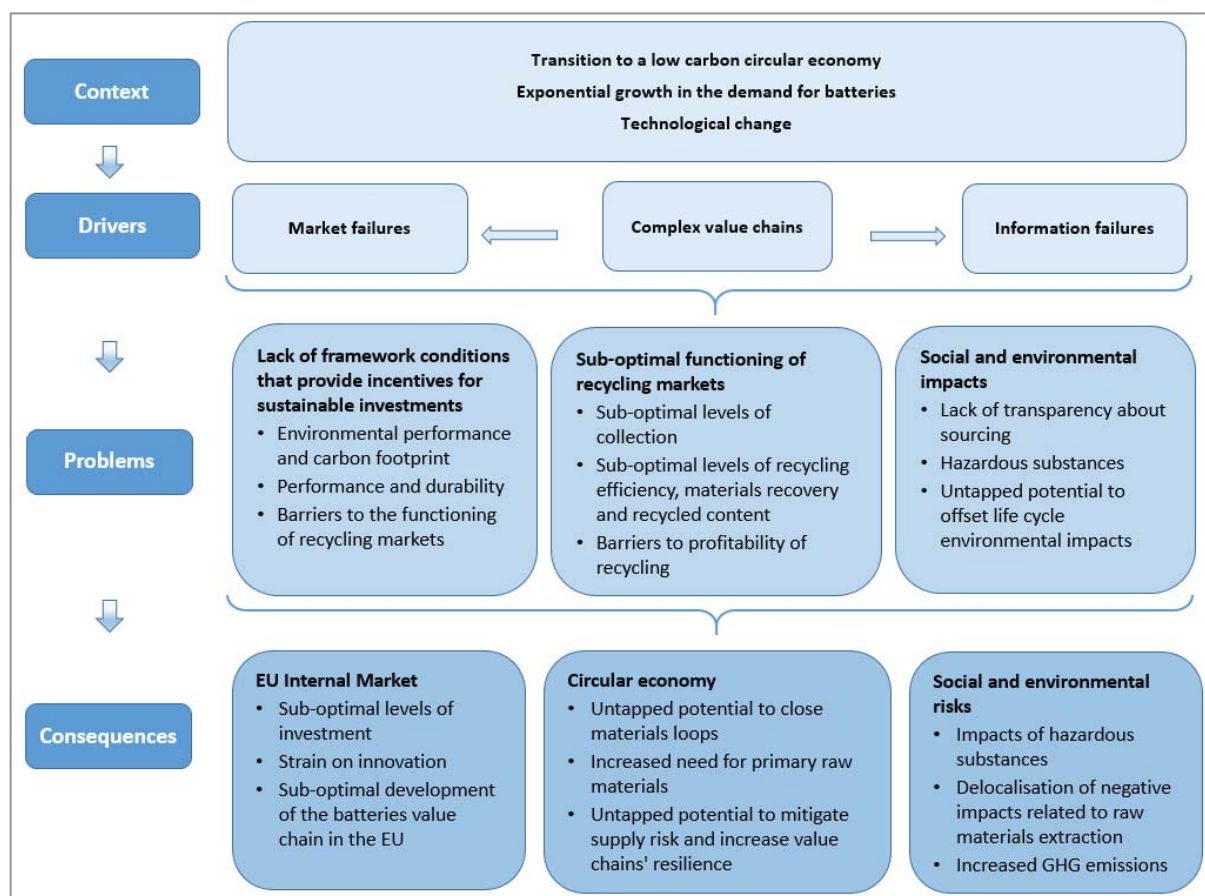 Context
Transition to a low carbon circular economy
Exponential growth in the demand for batteries
Technological change
Drivers
Market failures
Complex value chains
Information failures
Problems
Lack of framework conditions
that provide incentives for
sustainable investments
• Environmental performance
and carbon footprint
• Performance and durability
• Barriers to the functioning
of recycling markets
Sub-optimal functioning of
recycling markets
• Sub-optimal levels of
collection
• Sub-optimal levels of recycling
efficiency, materials recovery
and recycled content
• Barriers to profitability of
recycling
Social and environmental
impacts
• Lack of transparency about
sourcing
• Hazardous substances
• Untapped potential to
offset life cycle
environmental impacts
Consequences
EU Internal Market
• Sub-optimal levels of
investment
• Strain on innovation
• Sub-optimal development
of the batteries value
chain in the EU
Circular economy
• Untapped potential to close
materials loops
• Increased need for primary raw
materials
• Untapped potential to mitigate
supply risk and increase value
chains' resilience
Social and environmental
risks
• Impacts of hazardous
substances
• Delocalisation of negative
impacts related to raw
materials extraction
• Increased GHG emissions